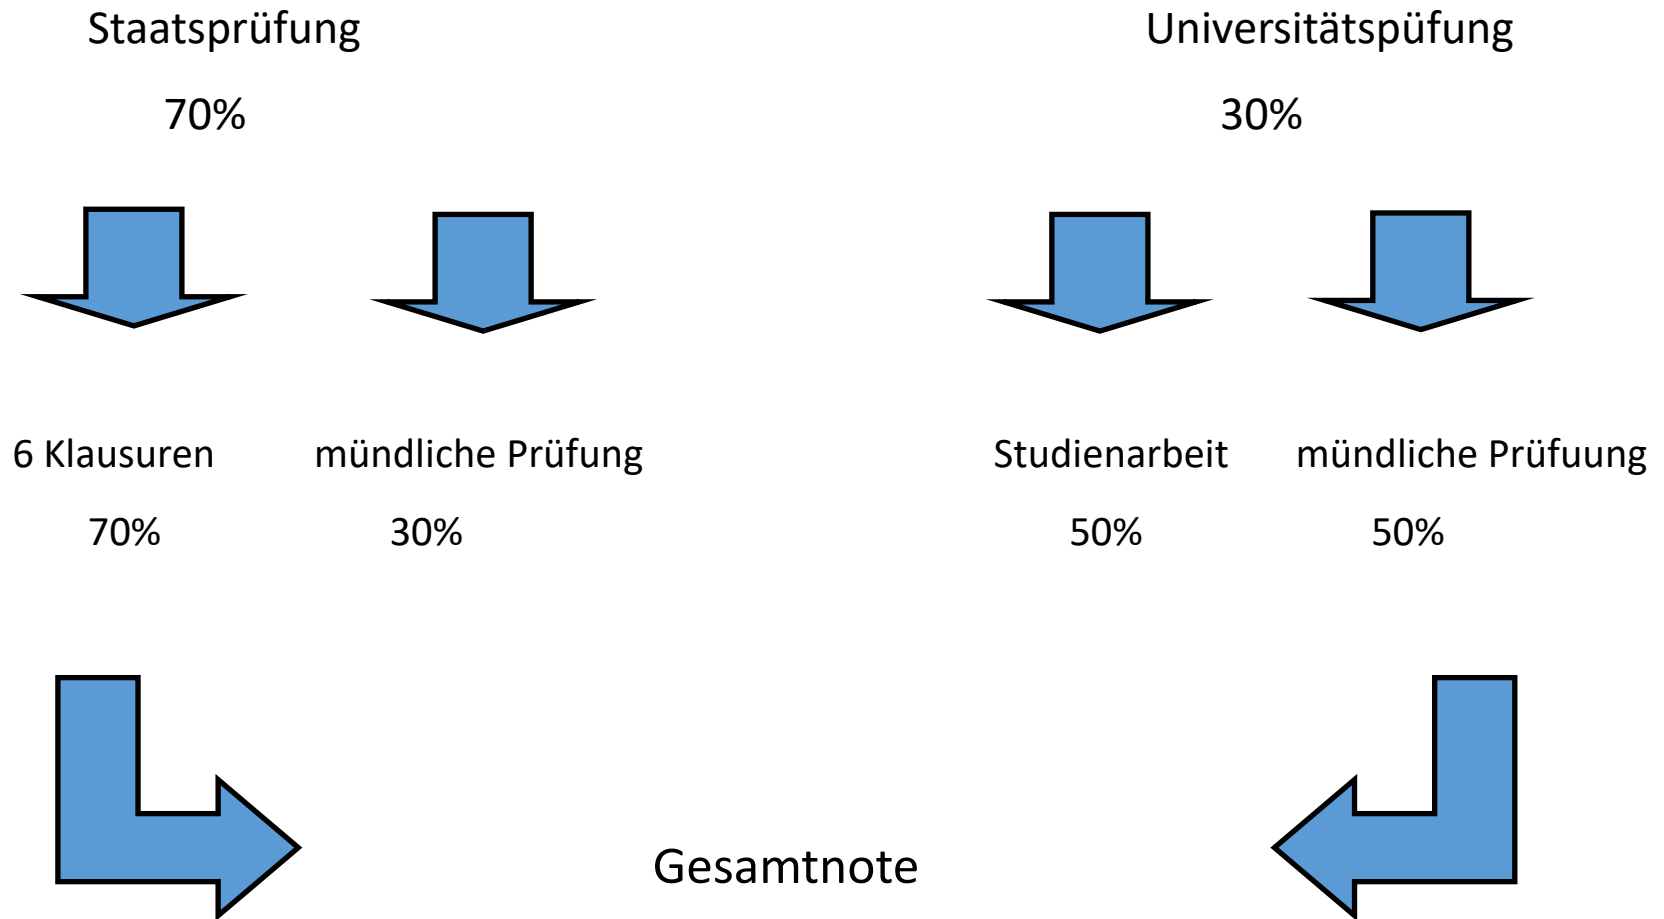 Staatsprüfung Universitätspüfung
70% 30%
6 Klausuren mündliche Prüfung Studienarbeit mündliche Prüfuung
70% 30% 50% 50%
Gesamtnote